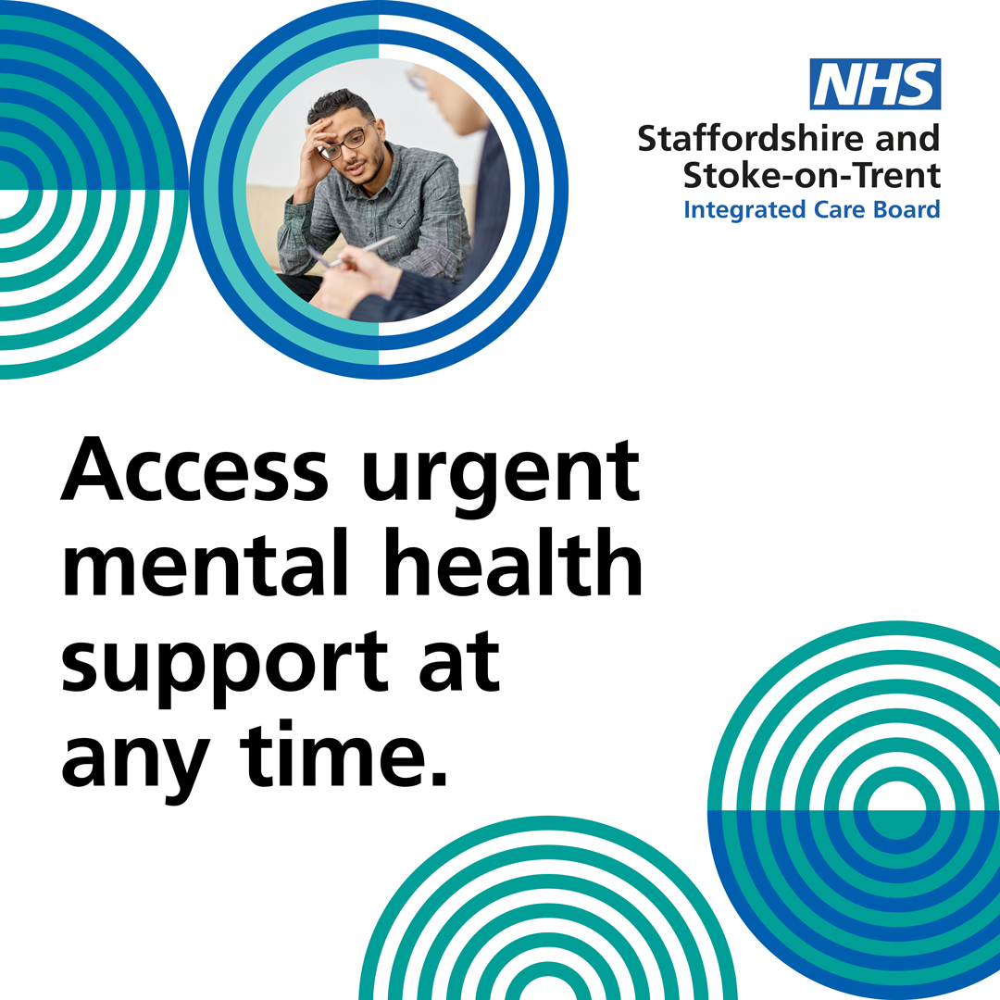 NHS
Staffordshire and
Stoke-on-Trent
Integrated Care Board
Access urgent
mental health
support at
any time.